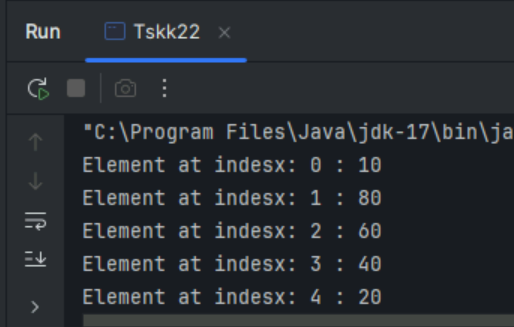 Run Tskk22
"C:\Program Files\Java\jdk-17\bin\ja
Element at indesx: 0 : 10
Element at indesx: 1 : 80
Element at indesx: 2 : 60
Element at indesx: 3 : 40
Element at indesx: 4 : 20